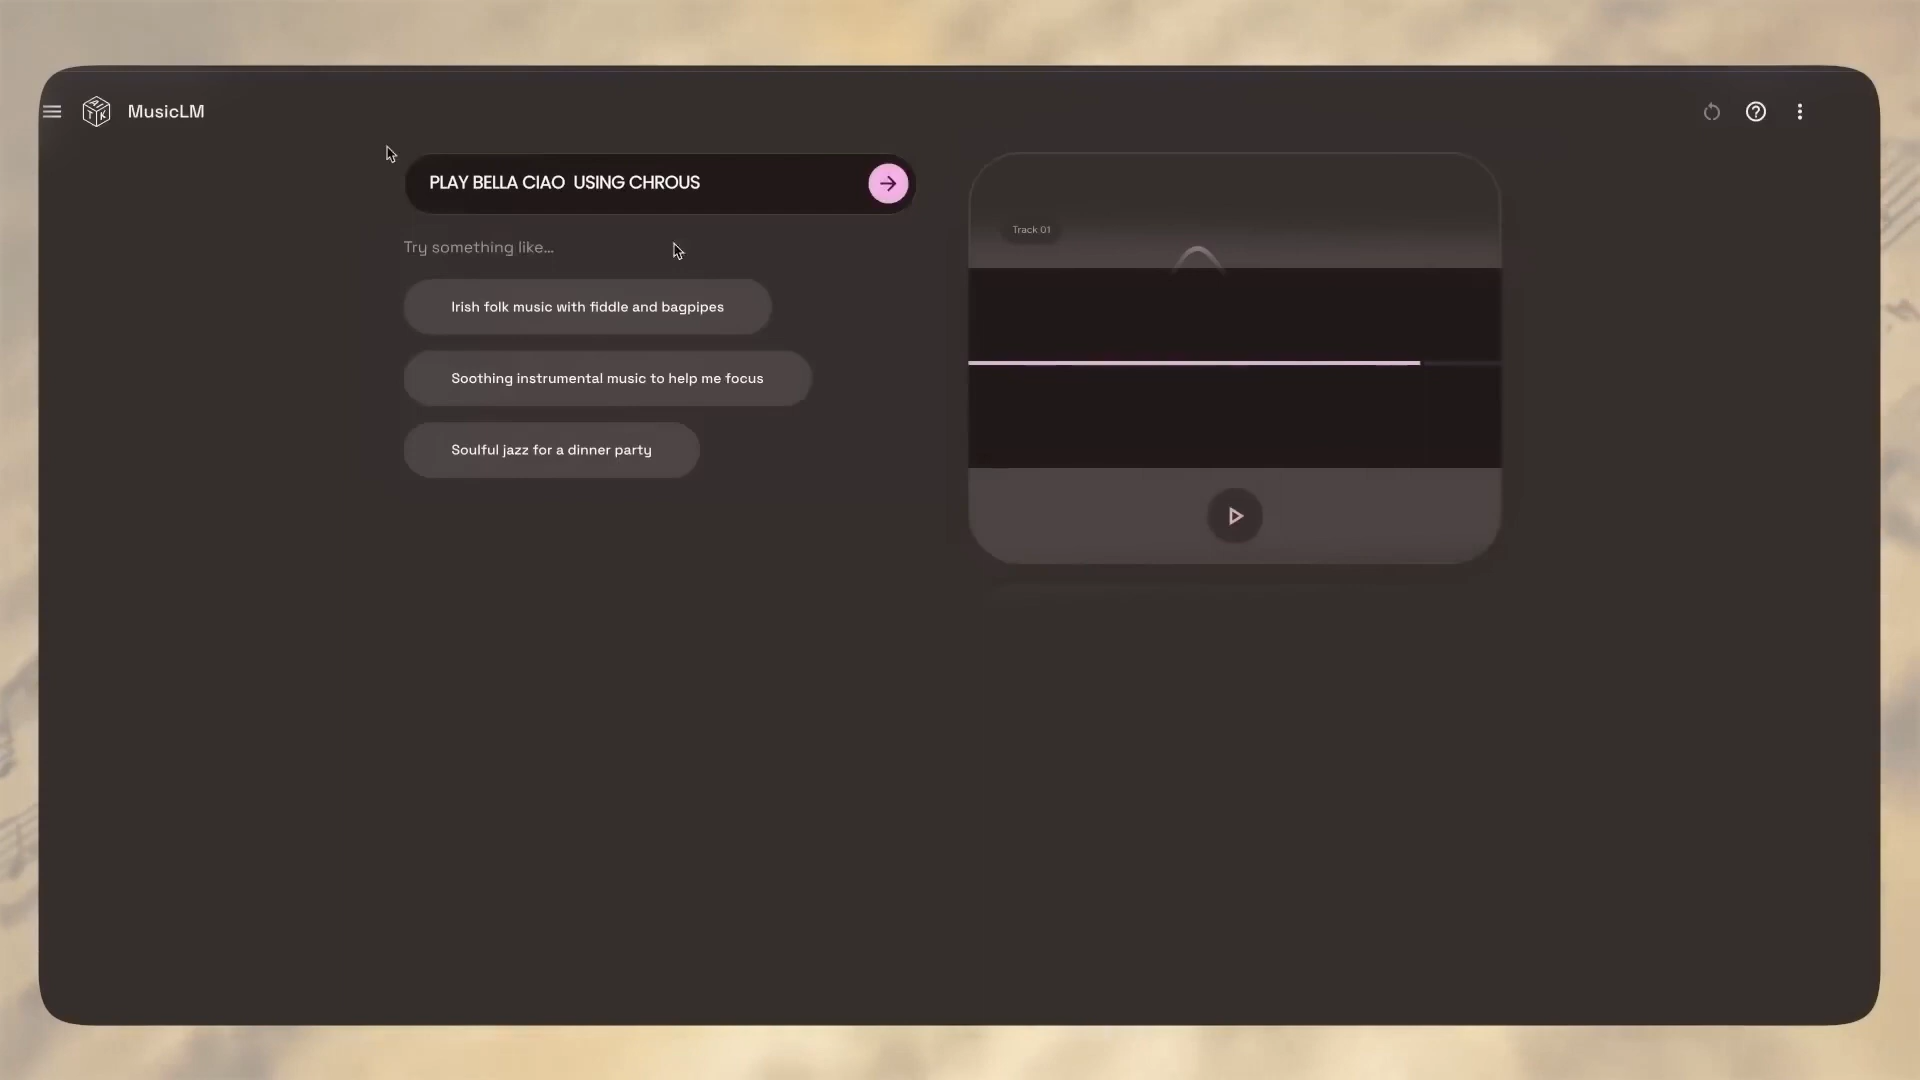 MusicLM
PLAY BELLA CIAO  USING CHROUS
Try something like...
Irish folk music with fiddle and bagpipes
Soothing instrumental music to help me focus
Soulful jazz for a dinner party
Track 01